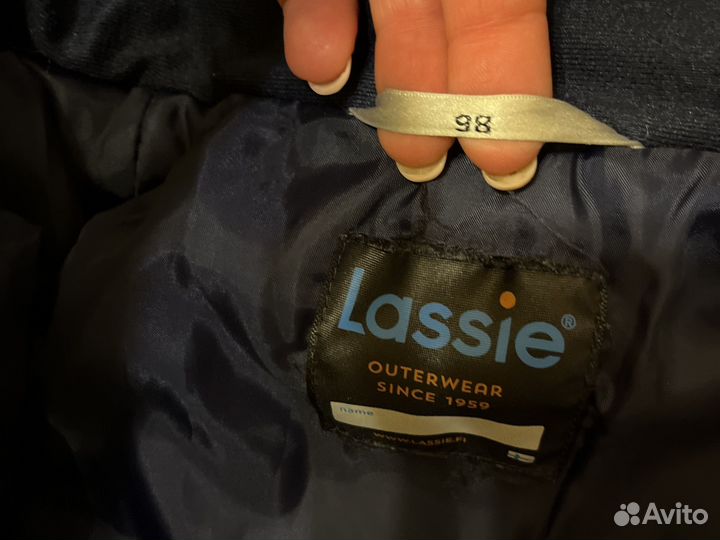 98
Lassie®
OUTERWEAR
SINCE 1959
name
WWW.LASSIE.FI
Avito